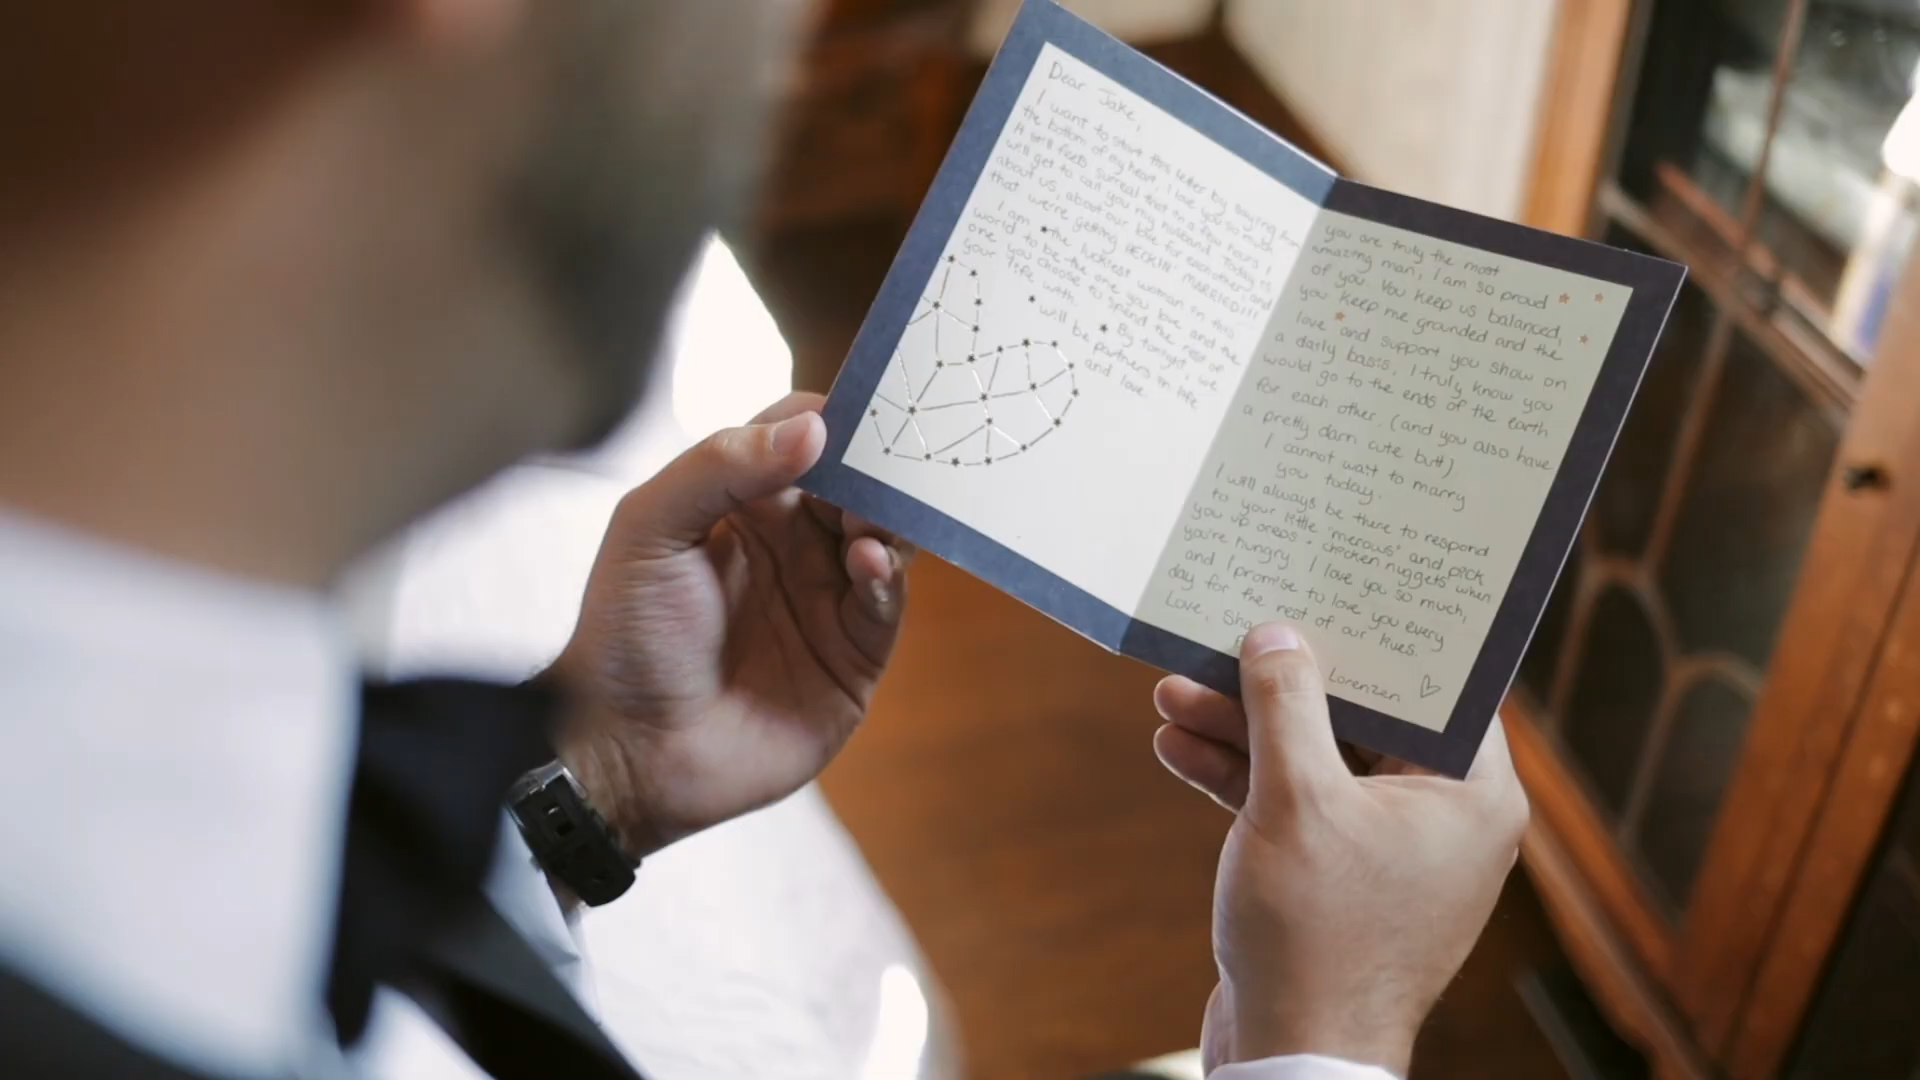 Dear Jake,
I want to start this letter by saying from
the bottom of my heart, I love you so much.
It still feels surreal that in a few hours, I
will get to call you my husband. Today is
about us, about our love for each other and
that we're getting HECKIN' MARRIED!!!
I am the luckiest woman in this
world to be the one you love and the
one you choose to spend the rest of
your life with. By tonight, we
will be partners in life
and love.
you are truly the most
amazing man, I am so proud
of you. You keep us balanced,
you keep me grounded and the
love and support you show on
a daily basis. I truly know you
would go to the ends of the earth
for each other. (and you also have
a pretty darn cute butt)
I cannot wait to marry
you today.
I will always be there to respond
to your little "meows" and pick
you up oreos + chicken nuggets when
you're hungry. I love you so much,
and I promise to love you every
day for the rest of our lives.
Love, Sha
Lorenzen